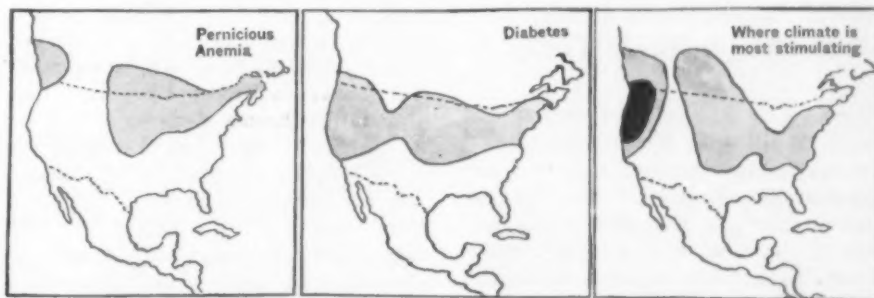 Pernicious
Anemia
Diabetes
Where climate is
most stimulating